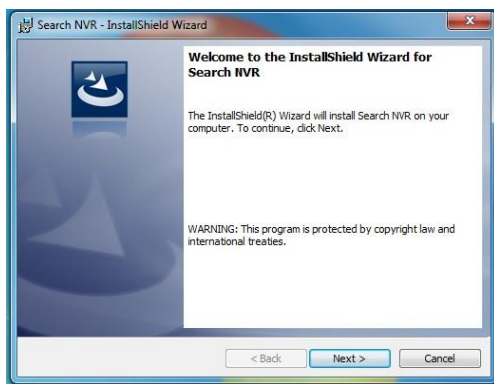 Search NVR - InstallShield Wizard
Welcome to the InstallShield Wizard for
Search NVR
The InstallShield(R) Wizard will install Search NVR on your
computer. To continue, click Next.
WARNING: This program is protected by copyright law and
international treaties.
< Back Next > Cancel